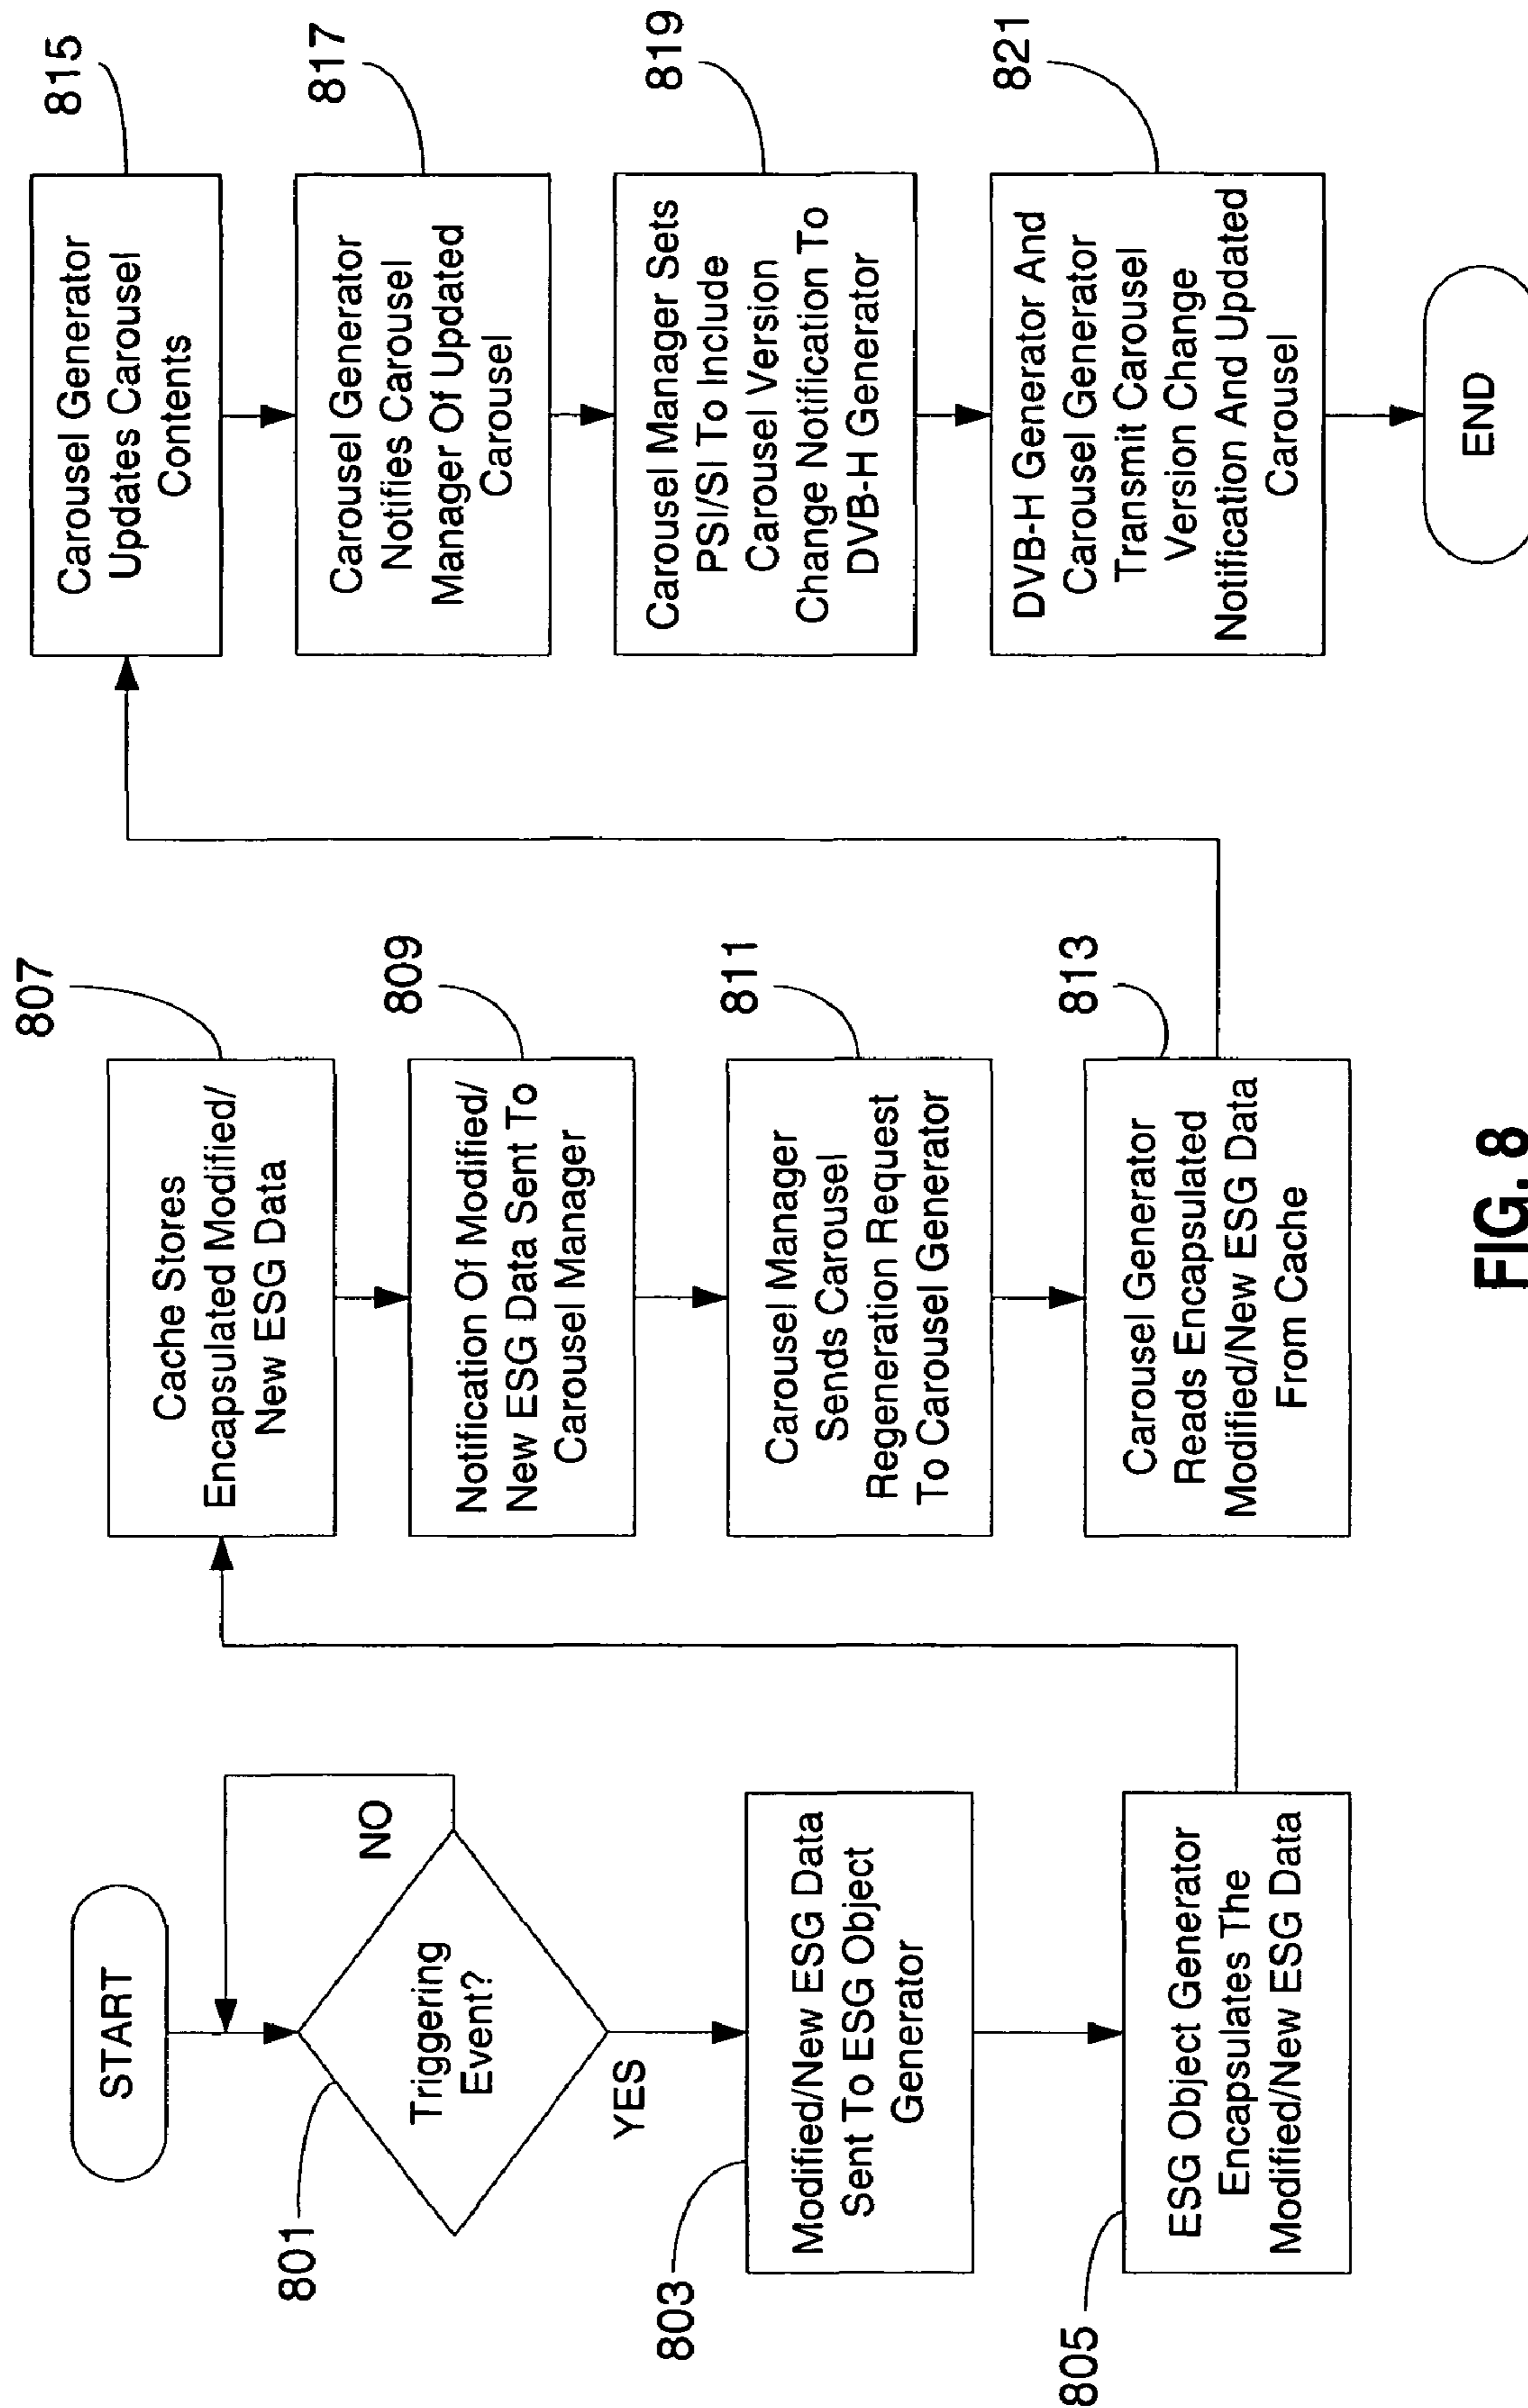 START
801
Triggering
Event?
NO
YES
803
Modified/New ESG Data
Sent To ESG Object
Generator
805
ESG Object Generator
Encapsulates The
Modified/New ESG Data
807
Cache Stores
Encapsulated Modified/
New ESG Data
809
Notification Of Modified/
New ESG Data Sent To
Carousel Manager
811
Carousel Manager
Sends Carousel
Regeneration Request
To Carousel Generator
813
Carousel Generator
Reads Encapsulated
Modified/New ESG Data
From Cache
815
Carousel Generator
Updates Carousel
Contents
817
Carousel Generator
Notifies Carousel
Manager Of Updated
Carousel
819
Carousel Manager Sets
PSI/SI To Include
Carousel Version
Change Notification To
DVB-H Generator
821
DVB-H Generator And
Carousel Generator
Transmit Carousel
Version Change
Notification And Updated
Carousel
END
FIG. 8